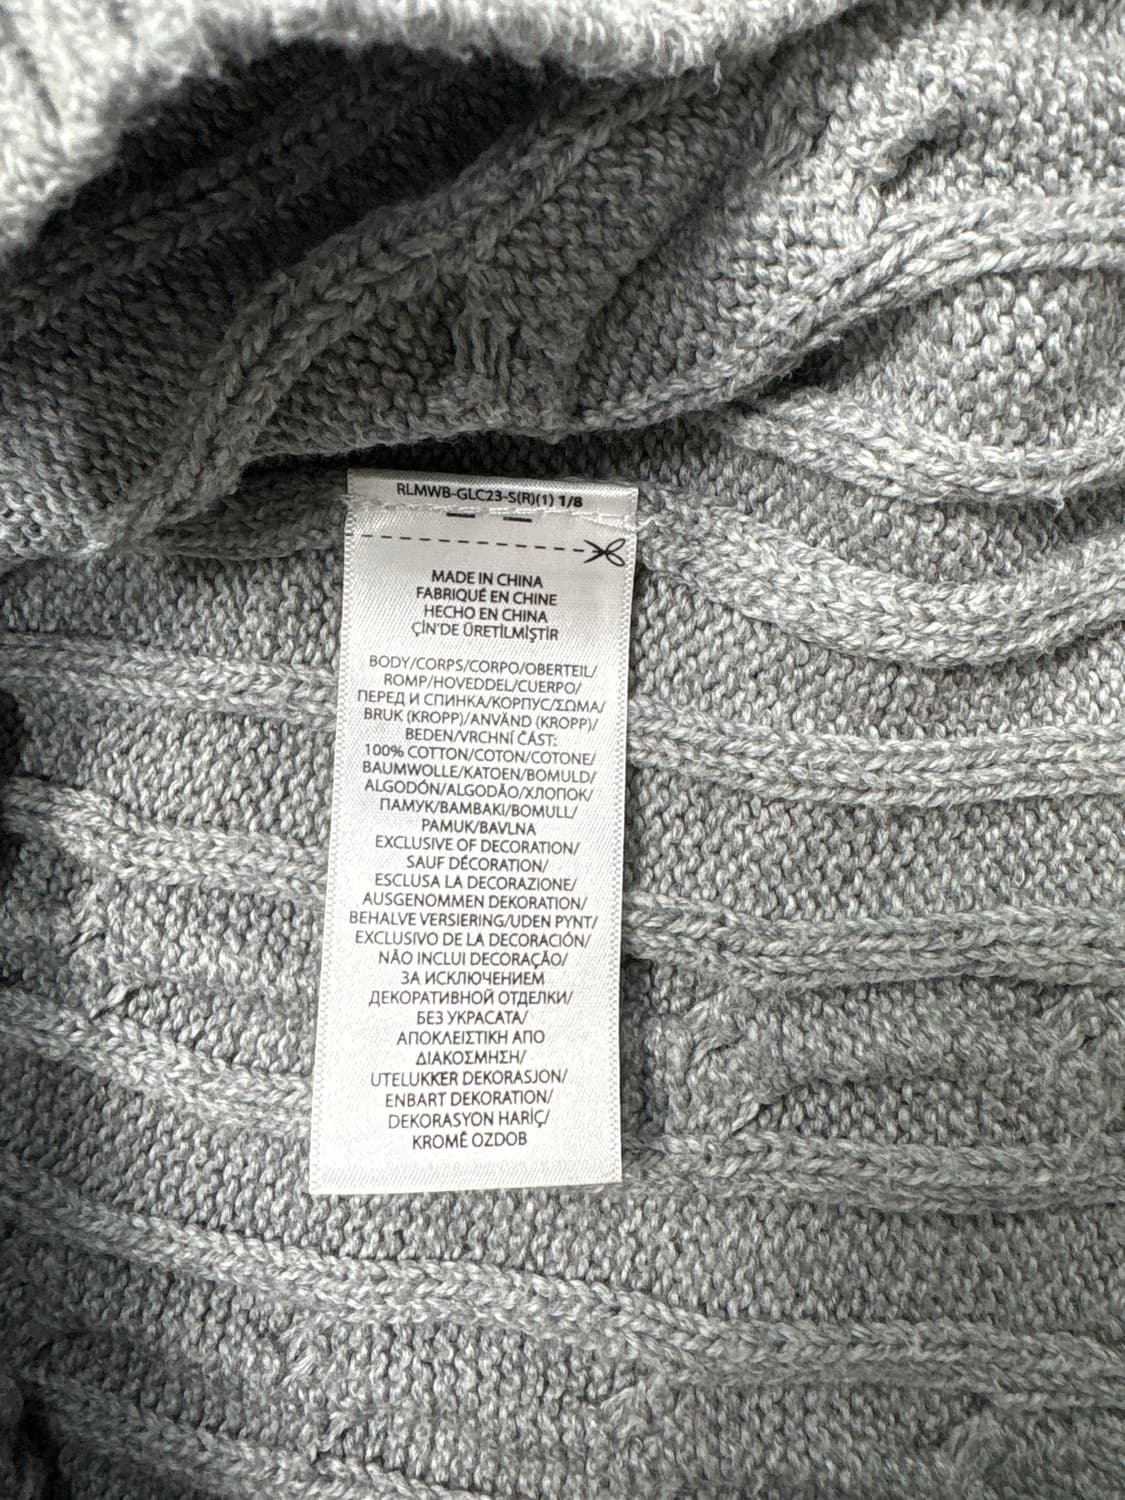 RLMWB-GLC23-S(R)(1) 1/8
MADE IN CHINA
FABRIQUÉ EN CHINE
HECHO EN CHINA
ÇİN'DE ÜRETİLMİŞTİR
BODY/CORPS/CORPO/OBERTEIL/
ROMP/HOVEDDEL/CUERPO/
ПЕРЕД И СПИНКА/КОРПУС/ΣΩΜΑ/
BRUK (KROPP)/ANVÄND (KROPP)/
BEDEN/VRCHNÍ ČÁST:
100% COTTON/COTON/COTONE/
BAUMWOLLE/KATOEN/BOMULD/
ALGODÓN/ALGODÃO/ХЛОПОК/
ПАМУК/BAMBAKI/BOMULL/
PAMUK/BAVLNA
EXCLUSIVE OF DECORATION/
SAUF DÉCORATION/
ESCLUSA LA DECORAZIONE/
AUSGENOMMEN DEKORATION/
BEHALVE VERSIERING/UDEN PYNT/
EXCLUSIVO DE LA DECORACIÓN/
NÃO INCLUI DECORAÇÃO/
ЗА ИСКЛЮЧЕНИЕМ
ДЕКОРАТИВНОЙ ОТДЕЛКИ/
БЕЗ УКРАСАТА/
ΑΠΟΚΛΕΙΣΤΙΚΗ ΑΠΟ
ΔΙΑΚΟΣΜΗΣΗ/
UTELUKKER DEKORASJON/
ENBART DEKORATION/
DEKORASYON HARİÇ/
KROMĚ OZDOB